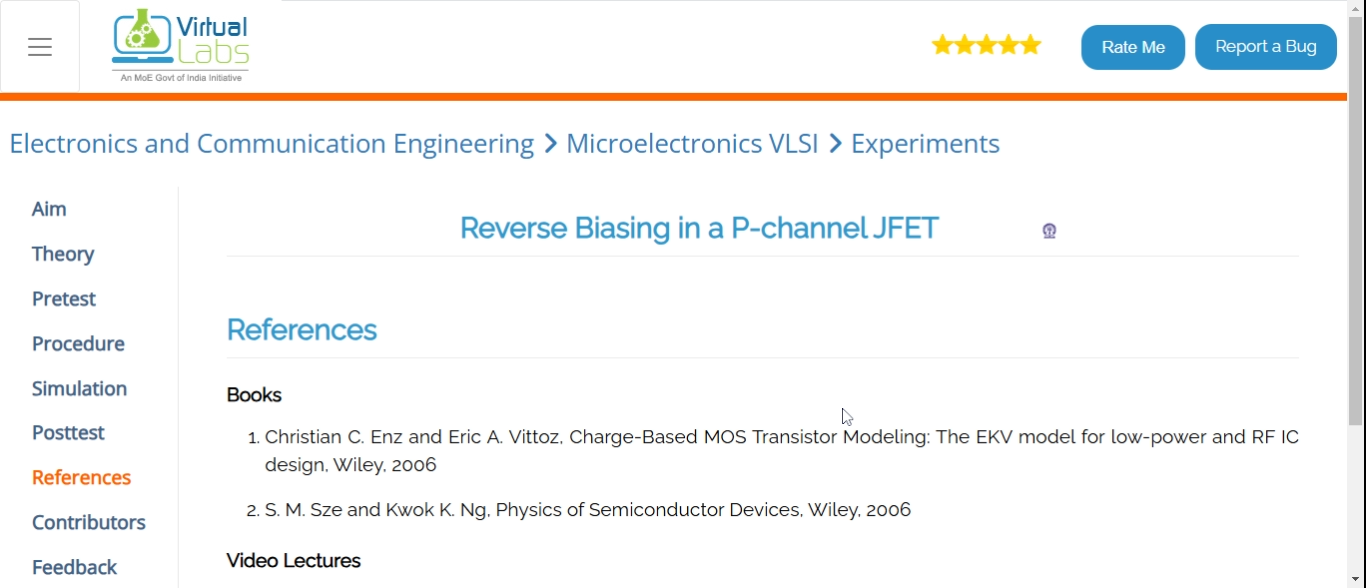 Virtual
Labs
An MoE Govt of India Initiative
Rate Me
Report a Bug
Electronics and Communication Engineering > Microelectronics VLSI > Experiments
Aim
Theory
Pretest
Procedure
Simulation
Posttest
References
Contributors
Feedback
Reverse Biasing in a P-channel JFET
References
Books
1. Christian C. Enz and Eric A. Vittoz, Charge-Based MOS Transistor Modeling: The EKV model for low-power and RF IC
design, Wiley, 2006
2. S. M. Sze and Kwok K. Ng, Physics of Semiconductor Devices, Wiley, 2006
Video Lectures